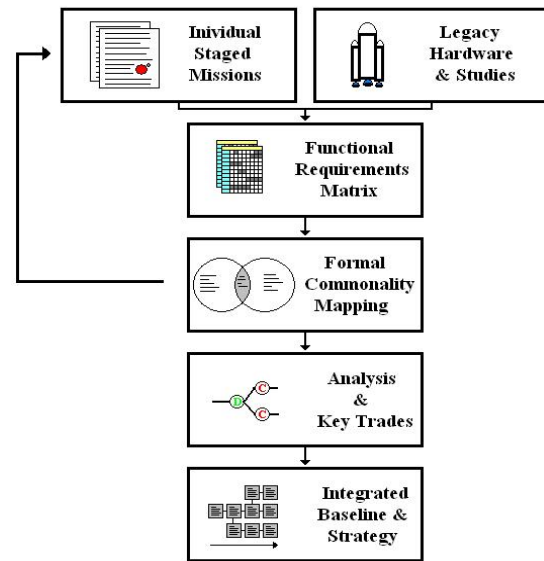 Inividual
Staged
Missions
Legacy
Hardware
& Studies
Functional
Requirements
Matrix
Formal
Commonality
Mapping
D
C
C
Analysis
&
Key Trades
Integrated
Baseline &
Strategy